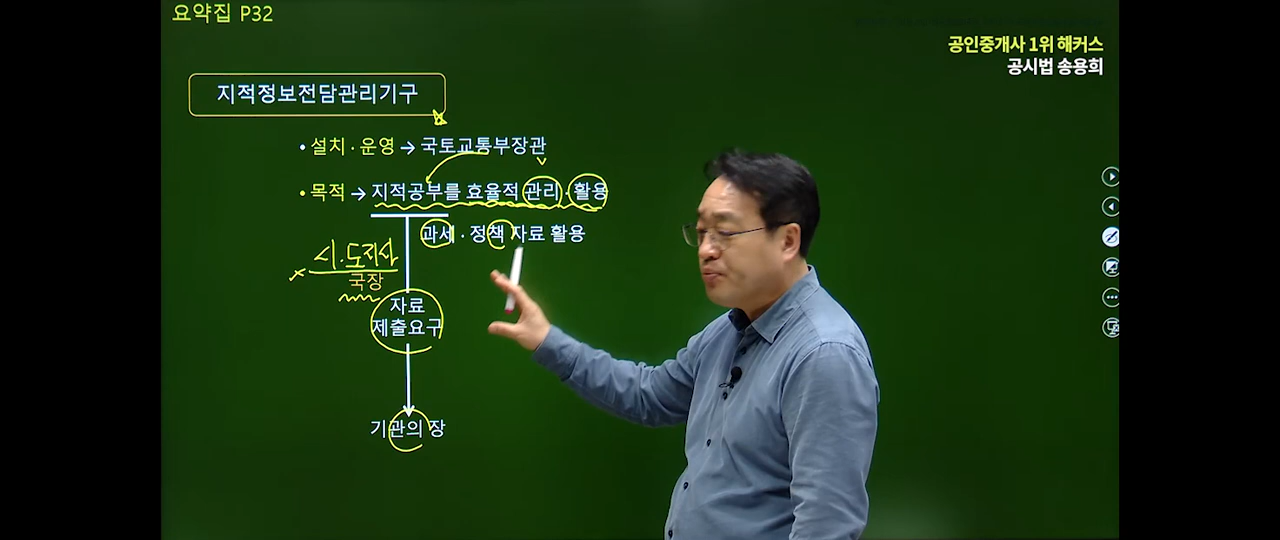 요약집 P32
공인중개사 1위 해커스
공시법 송용희
지적정보전담관리기구
• 설치 · 운영 → 국토교통부장관
• 목적 → 지적공부를 효율적 관리 · 활용
과세 · 정책 자료 활용
시·도지사
국장
자료
제출요구
기관의 장